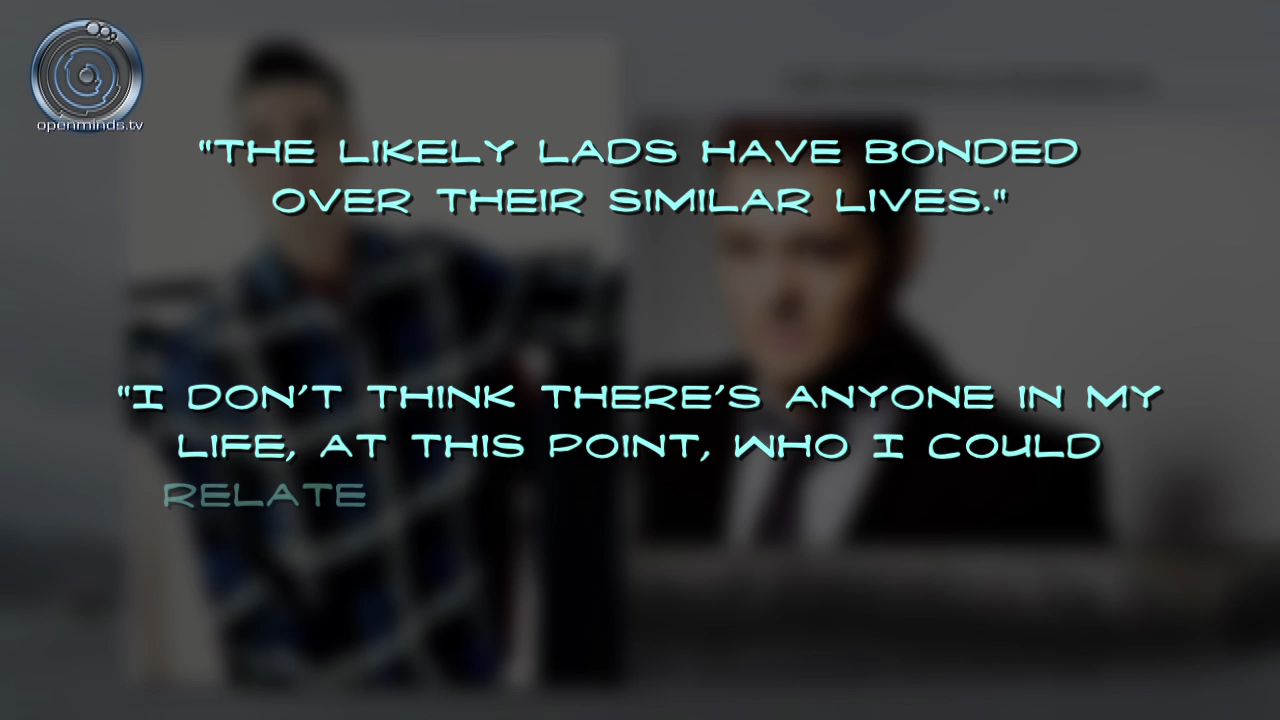 openminds.tv
"THE LIKELY LADS HAVE BONDED
OVER THEIR SIMILAR LIVES."
"I DON'T THINK THERE'S ANYONE IN MY
LIFE, AT THIS POINT, WHO I COULD
RELATE